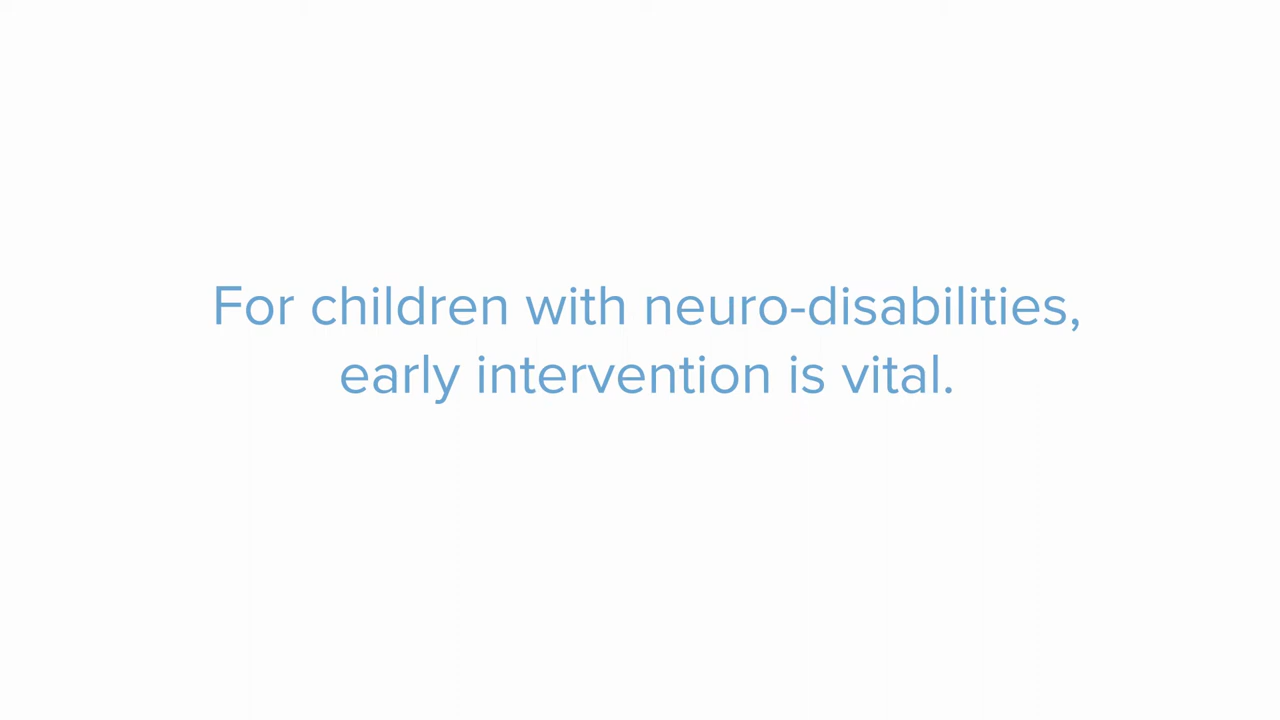 For children with neuro-disabilities,
early intervention is vital.